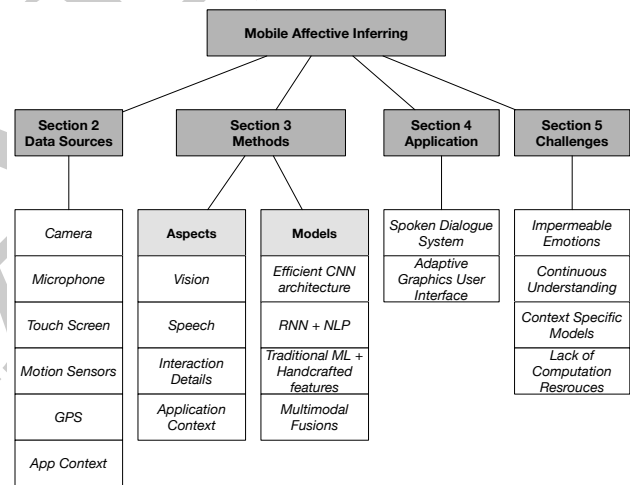 Mobile Affective Inferring
Section 2
Data Sources
Section 3
Methods
Section 4
Application
Section 5
Challenges
Camera
Microphone
Touch Screen
Motion Sensors
GPS
App Context
Aspects
Vision
Speech
Interaction
Details
Application
Context
Models
Efficient CNN
architecture
RNN + NLP
Traditional ML +
Handcrafted
features
Multimodal
Fusions
Spoken Dialogue
System
Adaptive
Graphics User
Interface
Impermeable
Emotions
Continuous
Understanding
Context Specific
Models
Lack of
Computation
Resrouces